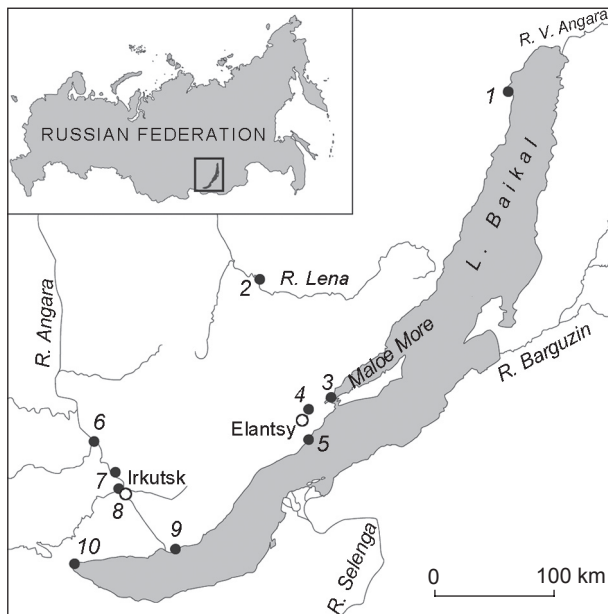 R. V. Angara
1
RUSSIAN FEDERATION
L. Baikal
2
R. Lena
R. Angara
Maloe More
R. Barguzin
3
4
Elantsy
5
6
7
Irkutsk
8
9
10
R. Selenga
0
100 km